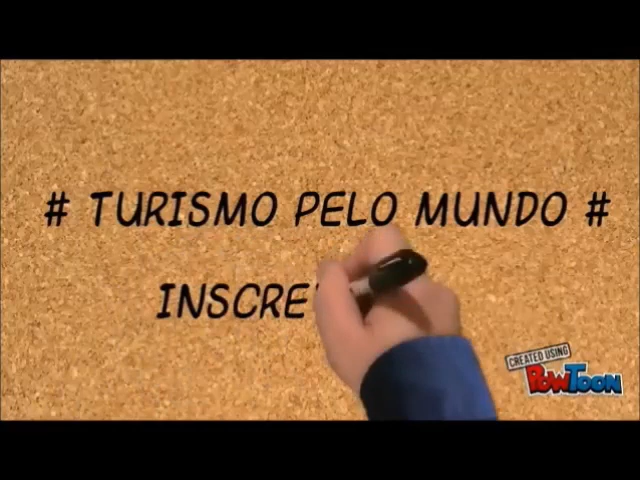 # TURISMO PELO MUNDO #
INSCRE
CREATED USING
POWTOON